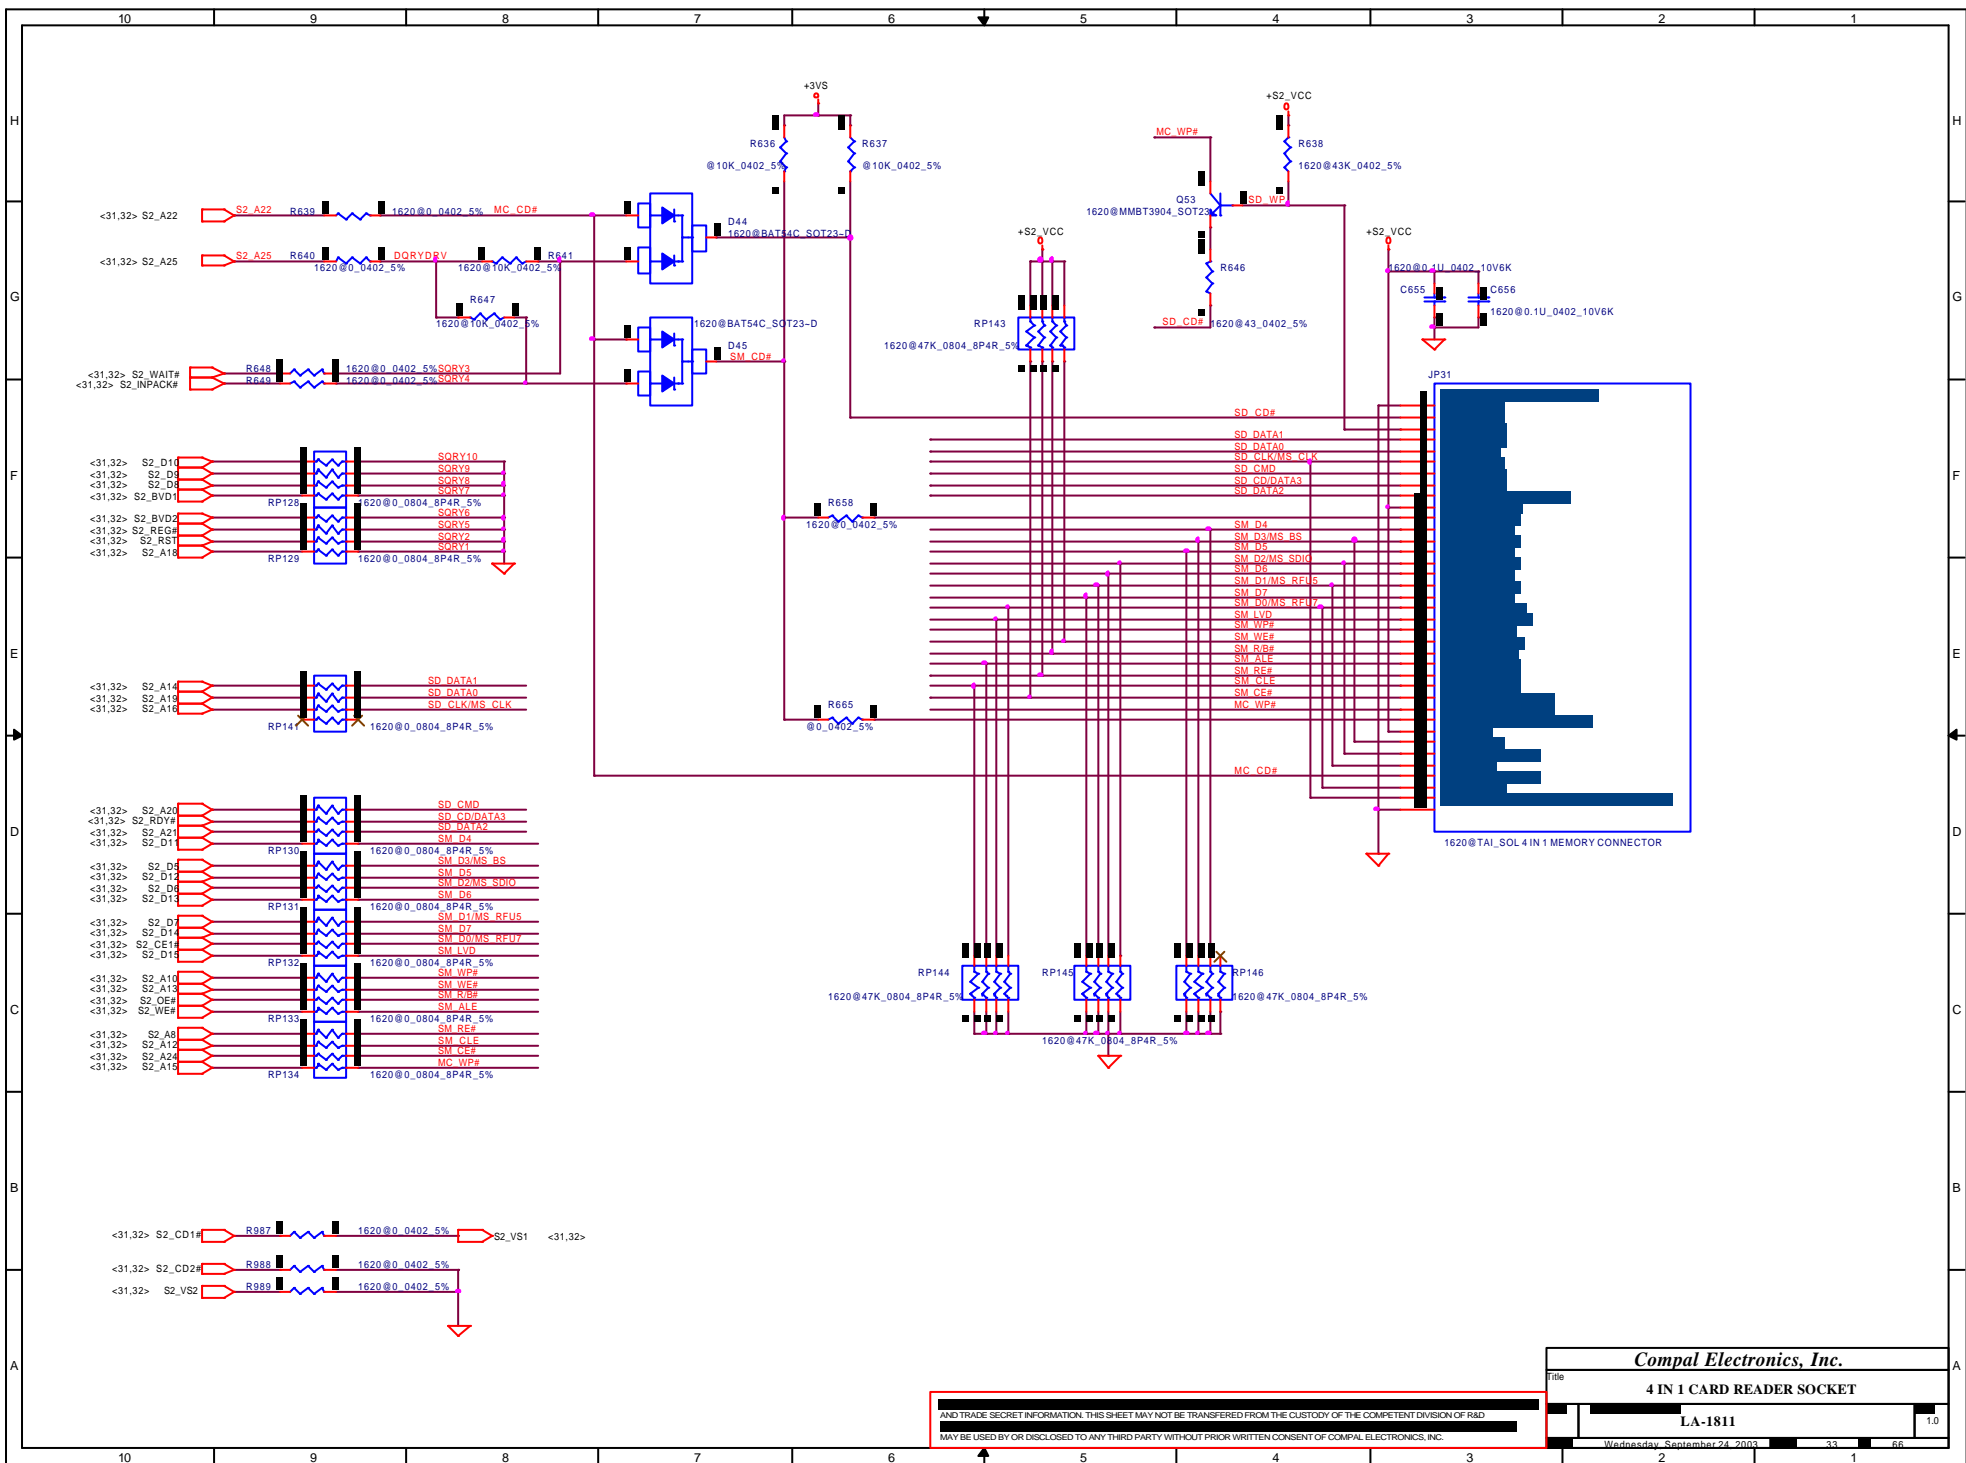 10 9 8 7 6 5 4 3 2 1
H
G
F
E
D
C
B
A
+3VS
R636
@10K_0402_5%
R637
@10K_0402_5%
+S2_VCC
MC_WP#
R638
1620@43K_0402_5%
Q53
1620@MMBT3904_SOT23
SD_WP
R646
SD_CD#
1620@43_0402_5%
<31,32> S2_A22
S2_A22
R639
1620@0_0402_5%
MC_CD#
D44
1620@BAT54C_SOT23~D
<31,32> S2_A25
S2_A25
R640
1620@0_0402_5%
DQRYDRV
1620@10K_0402_5%
R641
R647
1620@10K_0402_5%
1620@BAT54C_SOT23~D
D45
SM_CD#
<31,32> S2_WAIT#
R648
1620@0_0402_5%
SQRY3
<31,32> S2_INPACK#
R649
1620@0_0402_5%
SQRY4
+S2_VCC
RP143
1620@47K_0804_8P4R_5%
+S2_VCC
1620@0.1U_0402_10V6K
C655
C656
1620@0.1U_0402_10V6K
JP31
<31,32> S2_D10
SQRY10
<31,32> S2_D9
SQRY9
<31,32> S2_D8
SQRY8
<31,32> S2_BVD1
SQRY7
RP128
1620@0_0804_8P4R_5%
<31,32> S2_BVD2
SQRY6
<31,32> S2_REG#
SQRY5
<31,32> S2_RST
SQRY2
<31,32> S2_A18
SQRY1
RP129
1620@0_0804_8P4R_5%
SD_CD#
SD_DATA1
SD_DATA0
SD_CLK/MS_CLK
SD_CMD
SD_CD/DATA3
SD_DATA2
R658
1620@0_0402_5%
SM_D4
SM_D3/MS_BS
SM_D5
SM_D2/MS_SDIO
SM_D6
SM_D1/MS_RFU5
SM_D7
SM_D0/MS_RFU7
SM_LVD
SM_WP#
SM_WE#
SM_R/B#
SM_ALE
SM_RE#
SM_CLE
SM_CE#
MC_WP#
R665
@0_0402_5%
MC_CD#
1620@TAI_SOL 4 IN 1 MEMORY CONNECTOR
<31,32> S2_A14
SD_DATA1
<31,32> S2_A19
SD_DATA0
<31,32> S2_A16
SD_CLK/MS_CLK
RP141
1620@0_0804_8P4R_5%
<31,32> S2_A20
SD_CMD
<31,32> S2_RDY#
SD_CD/DATA3
<31,32> S2_A21
SD_DATA2
<31,32> S2_D11
SM_D4
RP130
1620@0_0804_8P4R_5%
<31,32> S2_D5
SM_D3/MS_BS
<31,32> S2_D12
SM_D5
<31,32> S2_D6
SM_D2/MS_SDIO
<31,32> S2_D13
SM_D6
RP131
1620@0_0804_8P4R_5%
<31,32> S2_D7
SM_D1/MS_RFU5
<31,32> S2_D14
SM_D7
<31,32> S2_CE1#
SM_D0/MS_RFU7
<31,32> S2_D15
SM_LVD
RP132
1620@0_0804_8P4R_5%
<31,32> S2_A10
SM_WP#
<31,32> S2_A13
SM_WE#
<31,32> S2_OE#
SM_R/B#
<31,32> S2_WE#
SM_ALE
RP133
1620@0_0804_8P4R_5%
<31,32> S2_A8
SM_RE#
<31,32> S2_A12
SM_CLE
<31,32> S2_A24
SM_CE#
<31,32> S2_A15
MC_WP#
RP134
1620@0_0804_8P4R_5%
RP144
1620@47K_0804_8P4R_5%
RP145
1620@47K_0804_8P4R_5%
RP146
1620@47K_0804_8P4R_5%
<31,32> S2_CD1#
R987
1620@0_0402_5%
S2_VS1 <31,32>
<31,32> S2_CD2#
R988
1620@0_0402_5%
<31,32> S2_VS2
R989
1620@0_0402_5%
AND TRADE SECRET INFORMATION. THIS SHEET MAY NOT BE TRANSFERED FROM THE CUSTODY OF THE COMPETENT DIVISION OF R&D
MAY BE USED BY OR DISCLOSED TO ANY THIRD PARTY WITHOUT PRIOR WRITTEN CONSENT OF COMPAL ELECTRONICS, INC.
Compal Electronics, Inc.
Title
4 IN 1 CARD READER SOCKET
LA-1811
1.0
Wednesday, September 24, 2003
33
66
H
G
F
E
D
C
B
A
10 9 8 7 6 5 4 3 2 1